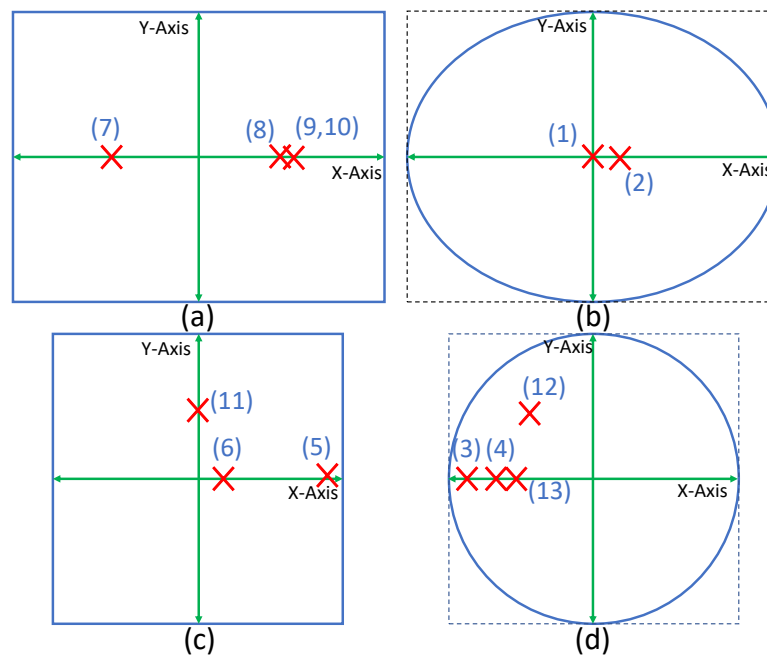 Y-Axis
(7)
(8)
(9,10)
X-Axis
(a)
Y-Axis
(1)
(2)
X-Axis
(b)
Y-Axis
(11)
(6)
(5)
X-Axis
(c)
Y-Axis
(12)
(3)
(4)
(13)
X-Axis
(d)